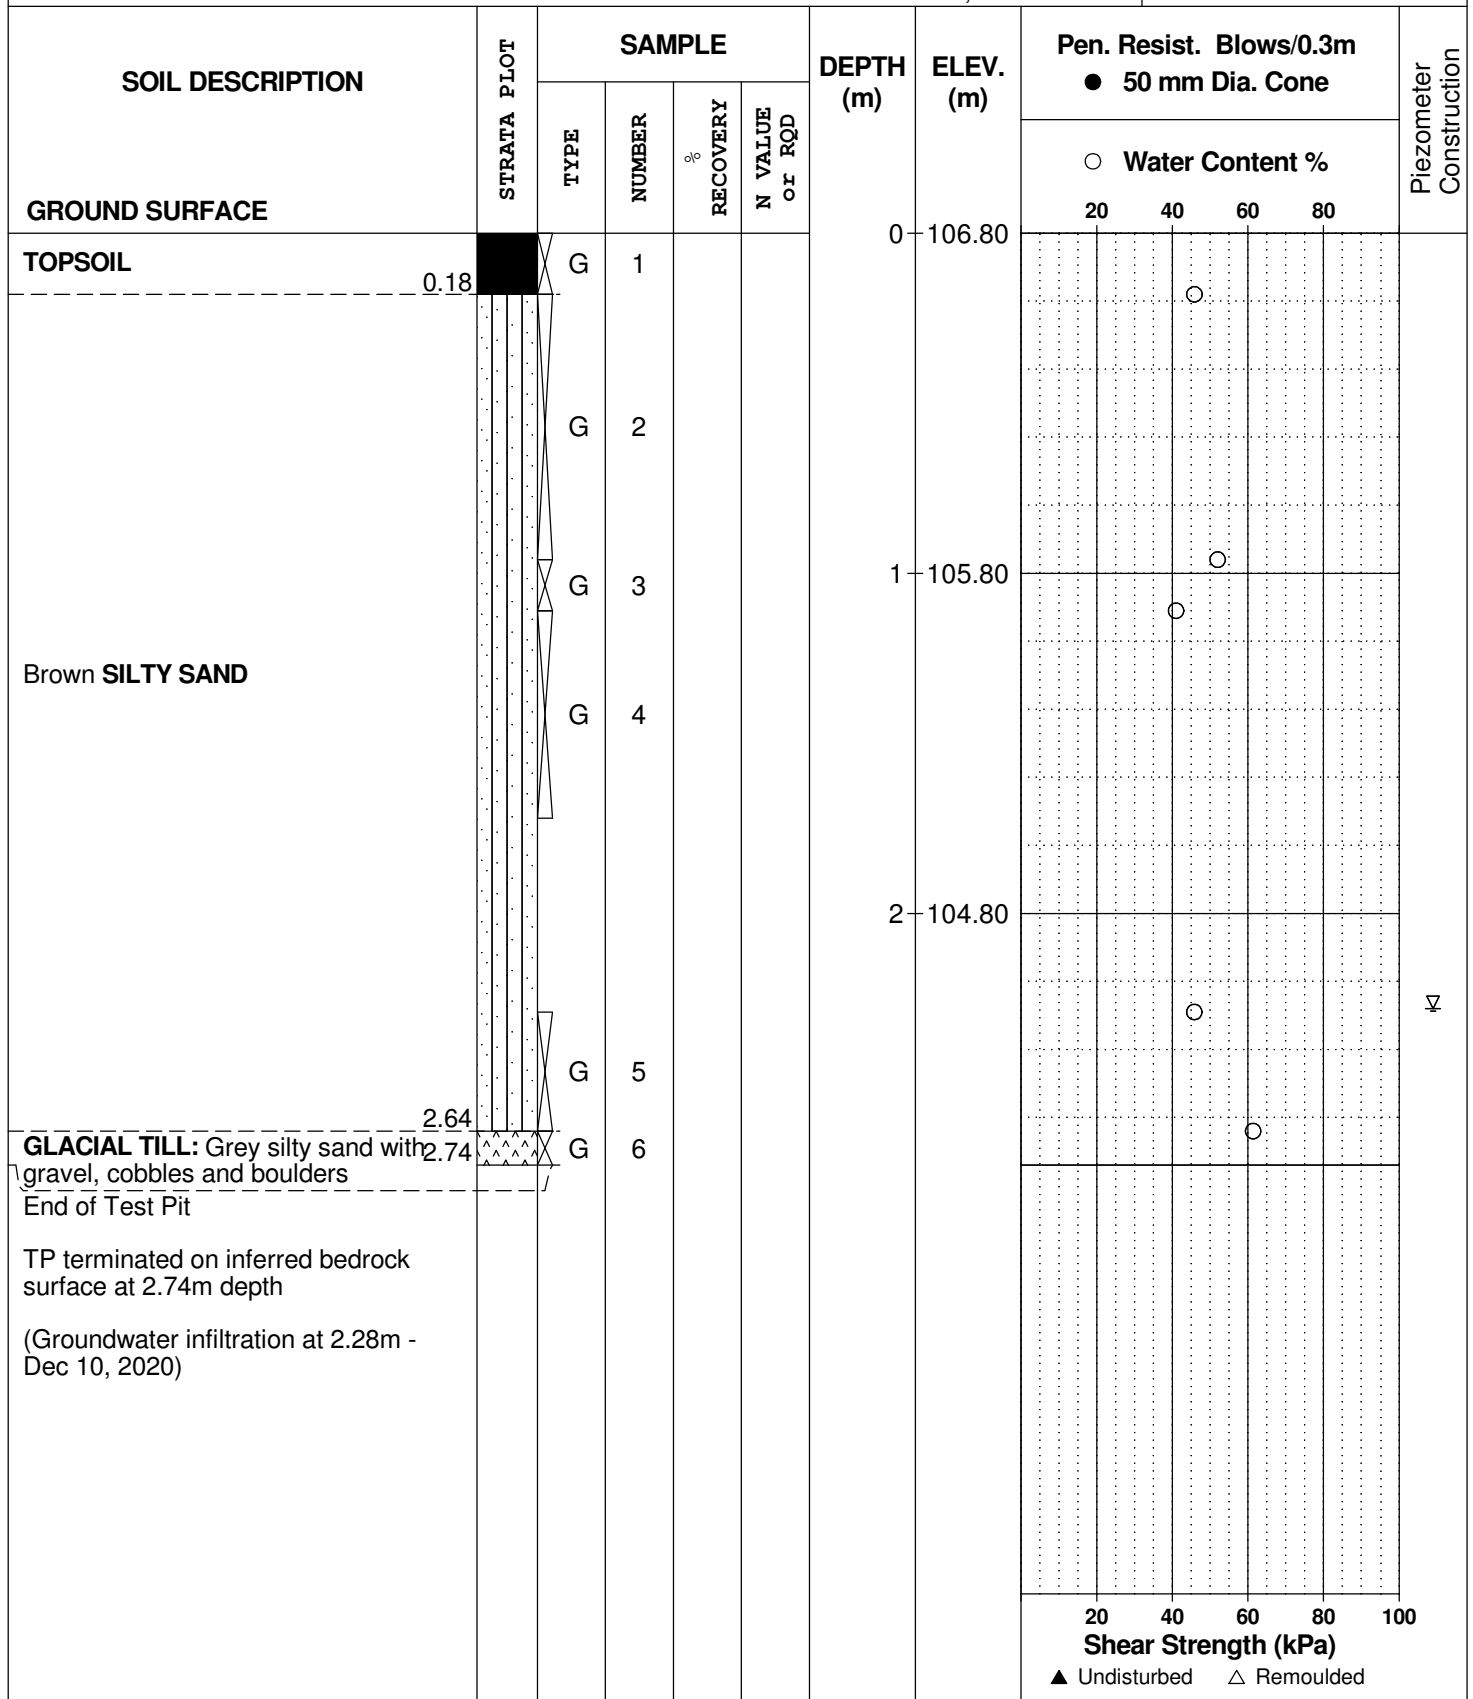 SOIL DESCRIPTION
GROUND SURFACE
STRATA PLOT
SAMPLE
TYPE
NUMBER
%
RECOVERY
N VALUE
or RQD
DEPTH
(m)
ELEV.
(m)
Pen. Resist. Blows/0.3m
● 50 mm Dia. Cone
○ Water Content %
20 40 60 80
Piezometer
Construction
0 106.80
TOPSOIL
0.18
G 1
G 2
1 105.80
G 3
Brown SILTY SAND
G 4
2 104.80
G 5
2.64
GLACIAL TILL: Grey silty sand with 2.74
G 6
gravel, cobbles and boulders
End of Test Pit
TP terminated on inferred bedrock
surface at 2.74m depth
(Groundwater infiltration at 2.28m -
Dec 10, 2020)
20 40 60 80 100
Shear Strength (kPa)
▲ Undisturbed △ Remoulded